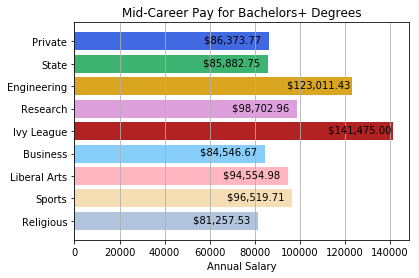 Mid-Career Pay for Bachelors+ Degrees
Private $86,373.77
State $85,882.75
Engineering $123,011.43
Research $98,702.96
Ivy League $141,475.00
Business $84,546.67
Liberal Arts $94,554.98
Sports $96,519.71
Religious $81,257.53
0 20000 40000 60000 80000 100000 120000 140000
Annual Salary